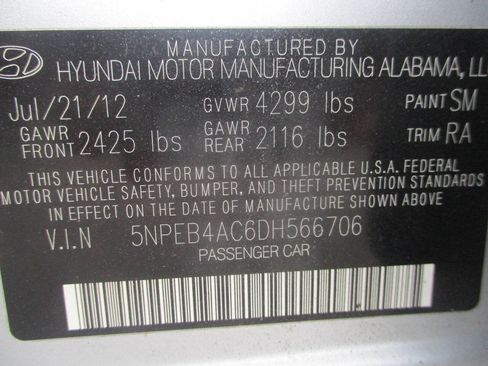 MANUFACTURED BY
HYUNDAI MOTOR MANUFACTURING ALABAMA, LL
Jul/21/12 GVWR 4299 lbs PAINT SM
GAWR FRONT 2425 lbs GAWR REAR 2116 lbs TRIM RA
THIS VEHICLE CONFORMS TO ALL APPLICABLE U.S.A. FEDERAL
MOTOR VEHICLE SAFETY, BUMPER, AND THEFT PREVENTION STANDARDS
IN EFFECT ON THE DATE OF MANUFACTURE SHOWN ABOVE.
V.I.N 5NPEB4AC6DH566706
PASSENGER CAR